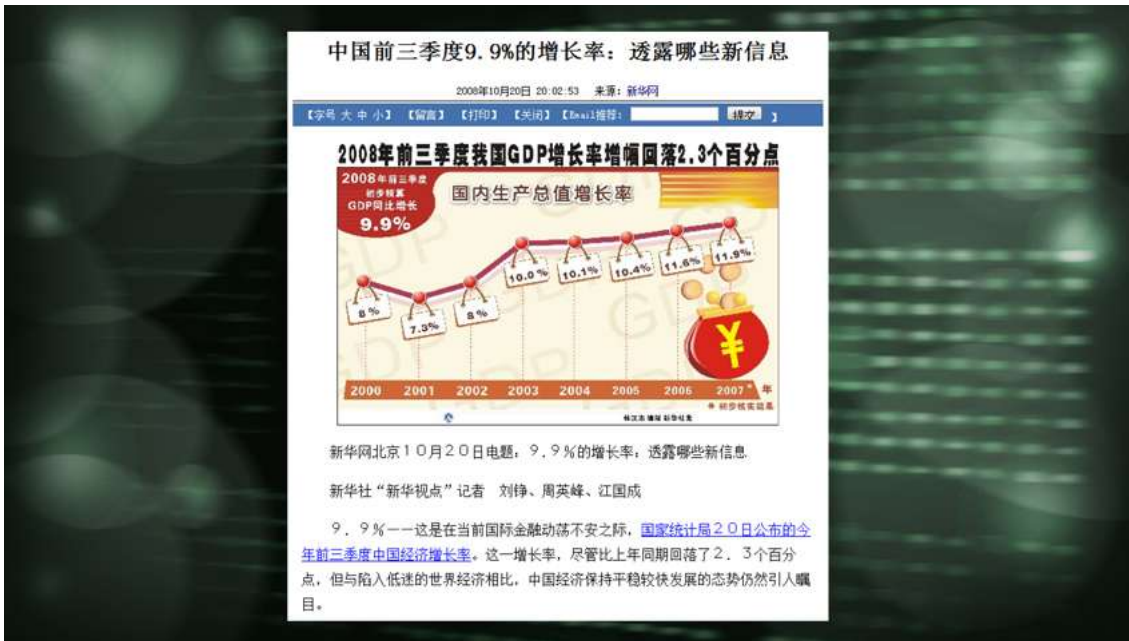 中国前三季度9.9%的增长率：透露哪些新信息
2008年10月20日 20:02:53 来源：新华网
【字号 大 中 小】 【留言】 【打印】 【关闭】 【Email推荐： 提交 】
2008年前三季度我国GDP增长率增幅回落2.3个百分点
2008年前三季度
初步核算
GDP同比增长
9.9%
国内生产总值增长率
8%
7.3%
8%
10.0%
10.1%
10.4%
11.6%
11.9%
2000 2001 2002 2003 2004 2005 2006 2007* 年
* 初步核实结果
编制 新华社发
新华网北京１０月２０日电题：９．９％的增长率：透露哪些新信息
新华社“新华视点”记者 刘铮、周英峰、江国成
９．９％——这是在当前国际金融动荡不安之际，国家统计局２０日公布的今
年前三季度中国经济增长率。这一增长率，尽管比上年同期回落了２．３个百分
点，但与陷入低迷的世界经济相比，中国经济保持平稳较快发展的态势仍然引人瞩
目。